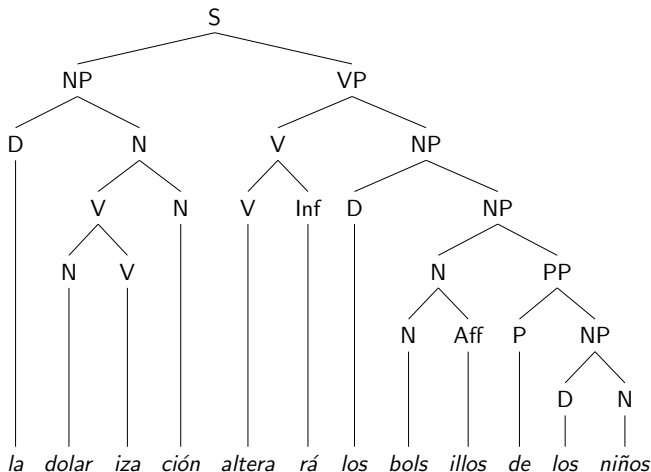 S
NP VP
D N V NP
V N V Inf D NP
N V N PP
N Aff P NP
D N
la dolar iza ción altera rá los bols illos de los niños